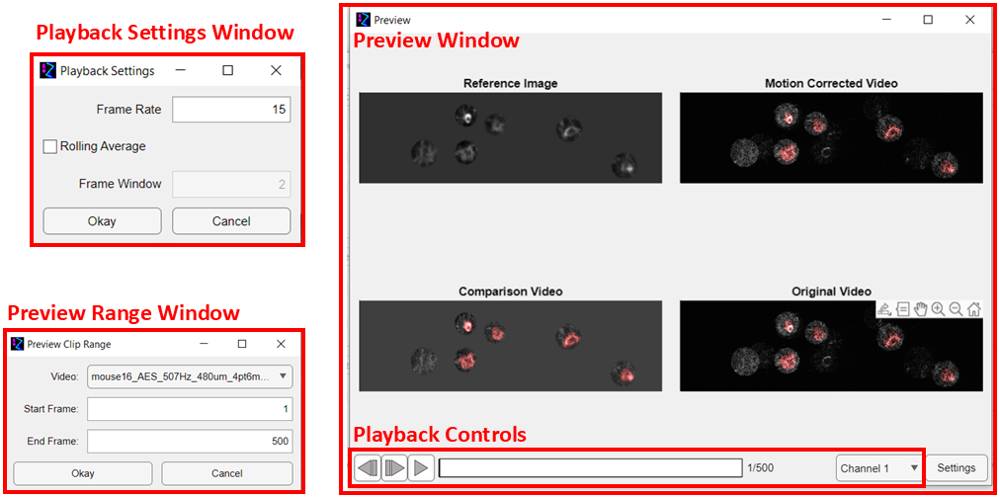 Playback Settings Window
Playback Settings
Frame Rate
15
Rolling Average
Frame Window
2
Okay
Cancel
Preview Range Window
Preview Clip Range
Video:
mouse16_AES_507Hz_480um_4pt6m...
Start Frame:
1
End Frame:
500
Okay
Cancel
Preview
Preview Window
Reference Image
Motion Corrected Video
Comparison Video
Original Video
Playback Controls
1/500
Channel 1
Settings